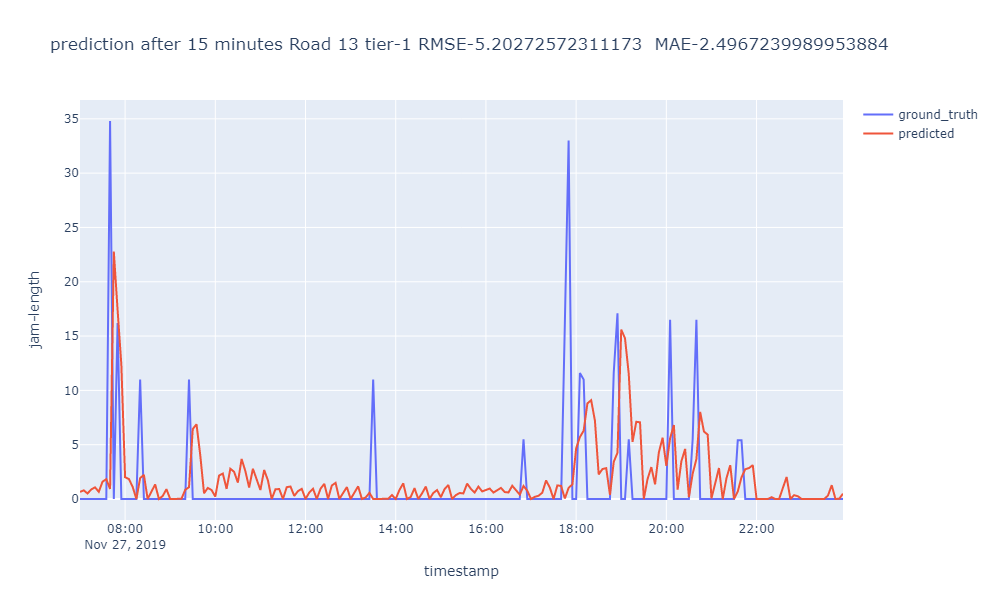 prediction after 15 minutes Road 13 tier-1 RMSE-5.20272572311173  MAE-2.4967239989953884
ground_truth
predicted
35
30
25
20
15
10
5
0
jam-length
08:00 10:00 12:00 14:00 16:00 18:00 20:00 22:00
Nov 27, 2019
timestamp